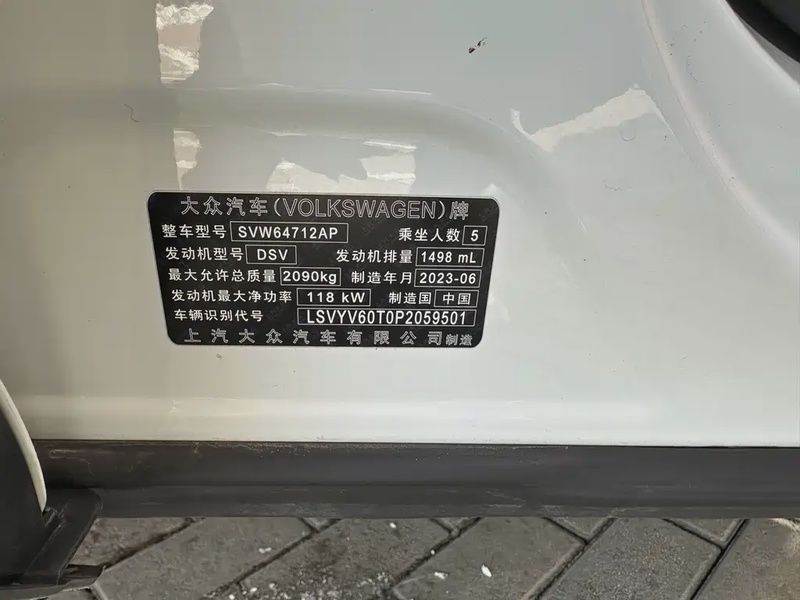 大众汽车(VOLKSWAGEN)牌
整车型号 SVW64712AP 乘坐人数 5
发动机型号 DSV 发动机排量 1498 mL
最大允许总质量 2090kg 制造年月 2023-06
发动机最大净功率 118 kW 制造国 中国
车辆识别代号 LSVYV60T0P2059501
上汽大众汽车有限公司制造